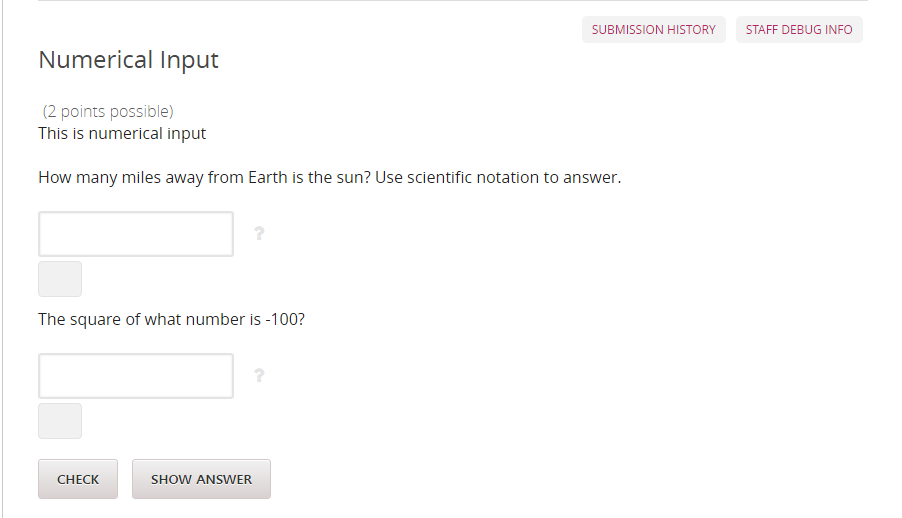 SUBMISSION HISTORY STAFF DEBUG INFO
Numerical Input
(2 points possible)
This is numerical input
How many miles away from Earth is the sun? Use scientific notation to answer.
?
The square of what number is -100?
?
CHECK SHOW ANSWER